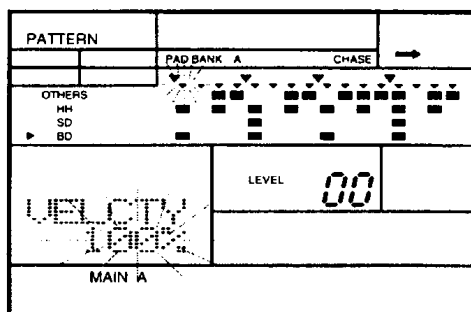 PATTERN
PAD BANK A CHASE
OTHERS
HH
SD
BD
LEVEL 00
VELCTY
100%
MAIN A